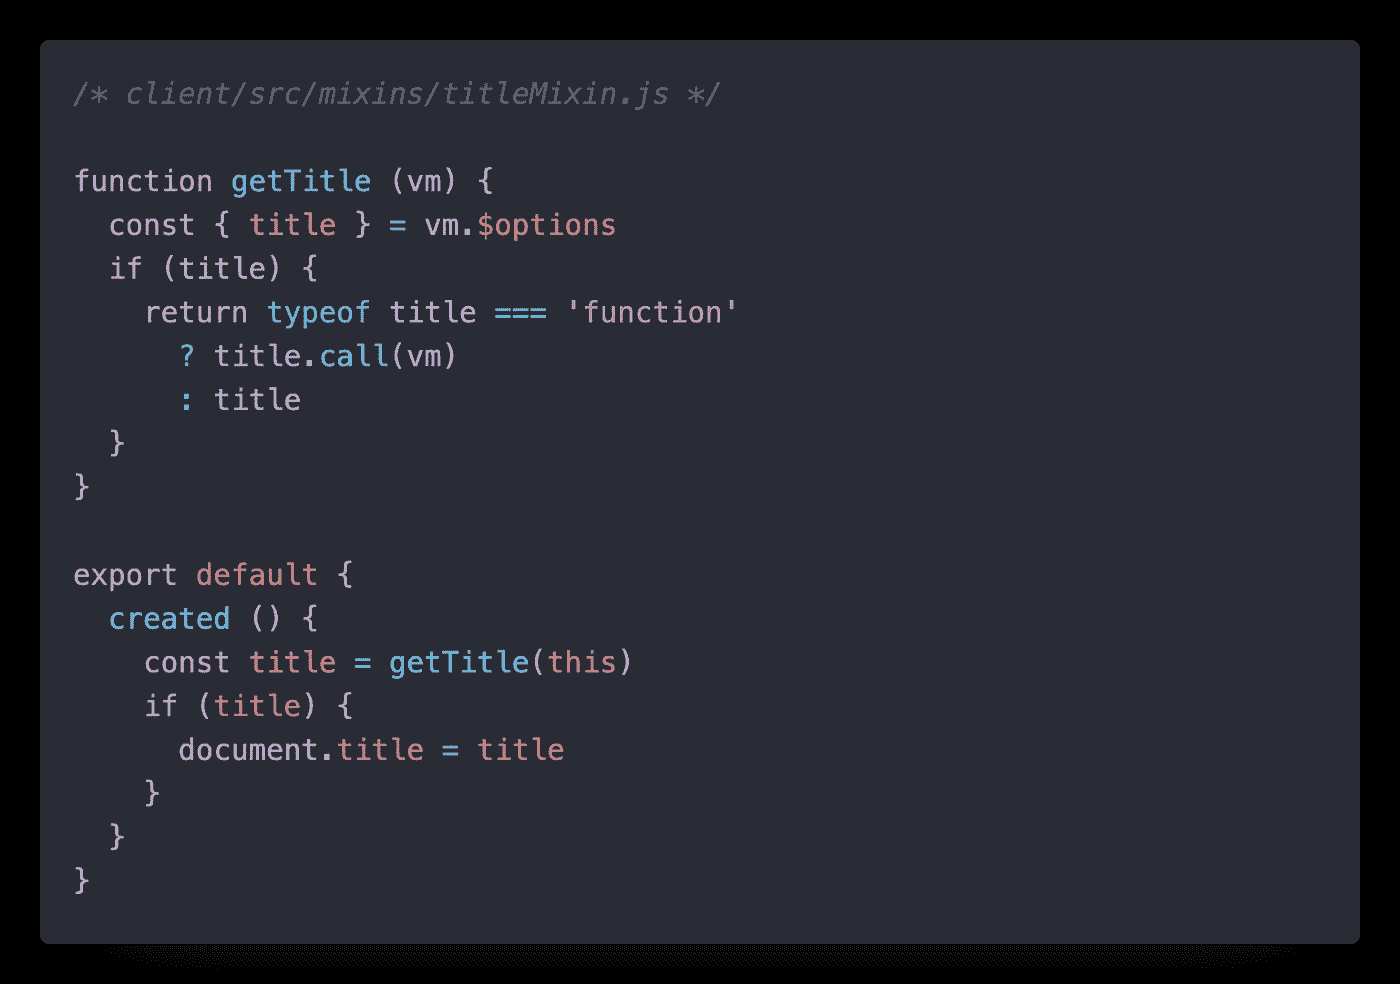 /* client/src/mixins/titleMixin.js */
function getTitle (vm) {
  const { title } = vm.$options
  if (title) {
    return typeof title === 'function'
      ? title.call(vm)
      : title
  }
}
export default {
  created () {
    const title = getTitle(this)
    if (title) {
      document.title = title
    }
  }
}